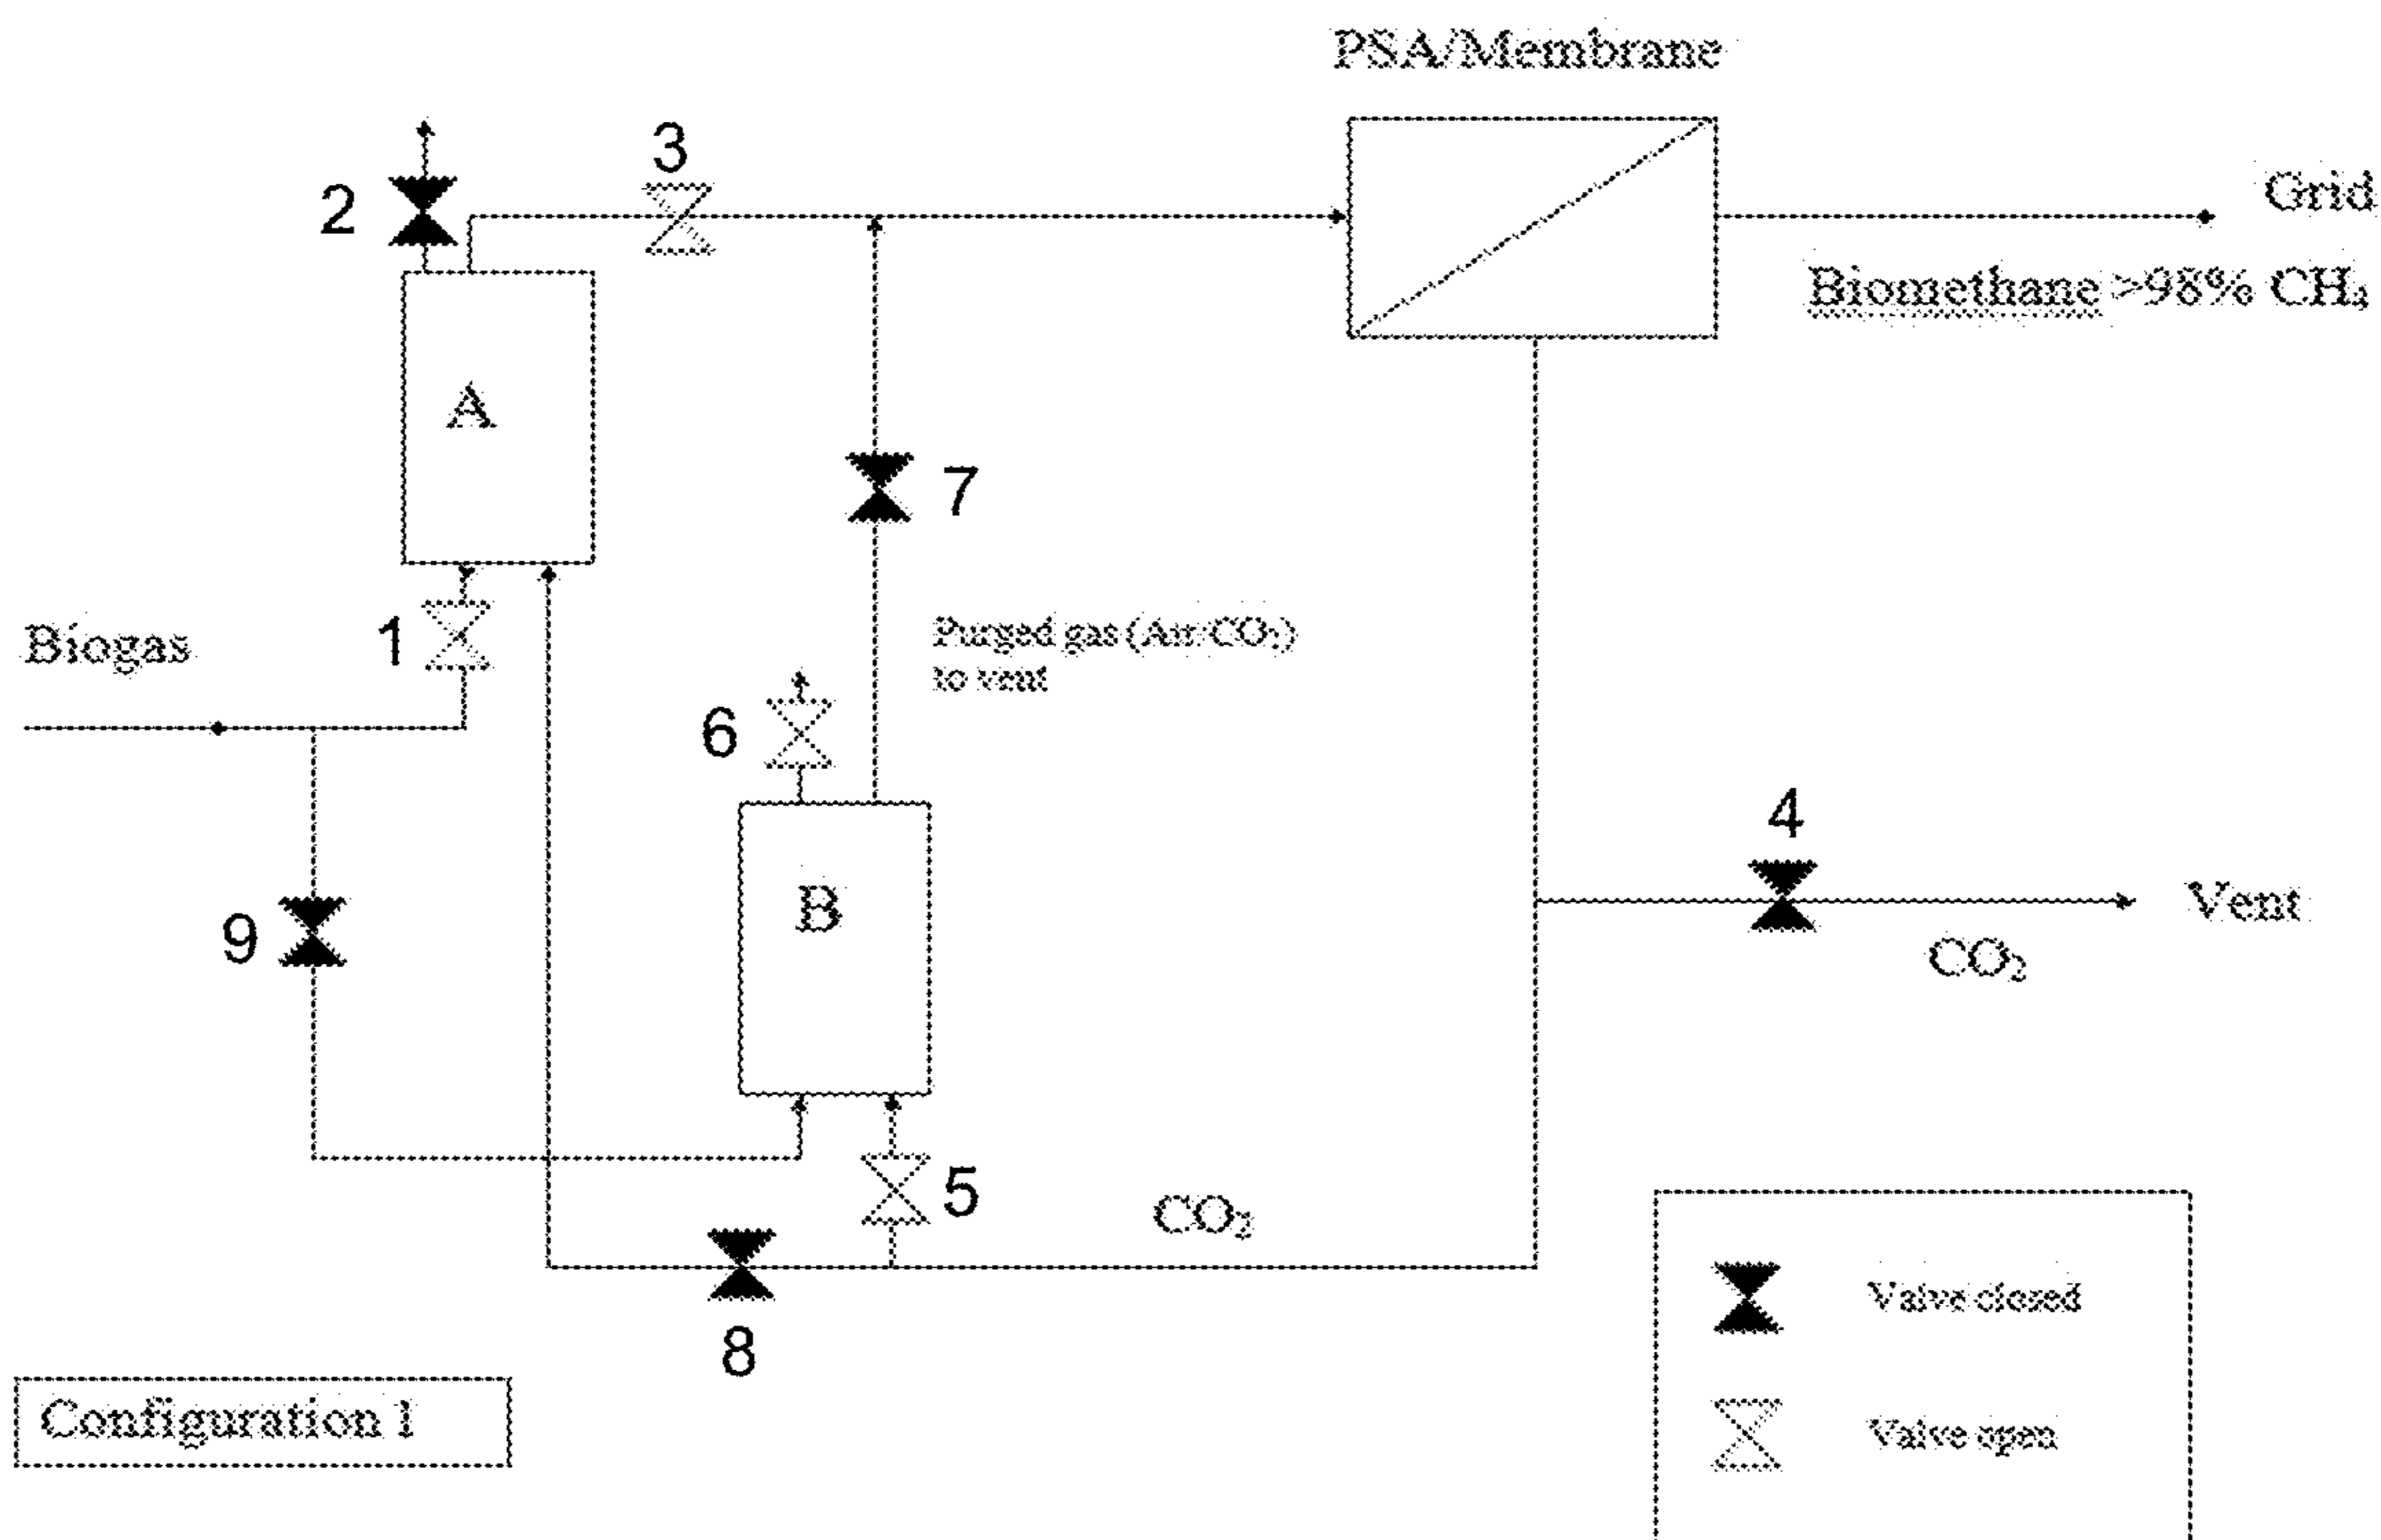 PSA/Membrane
3
2
Grid
Biomethane >98% CH₄
A
7
1
Biogas
Purged gas (Air/CO₂)
to vent
6
4
B
Vent
9
CO₂
5
CO₂
8
Valve closed
Configuration 1
Valve open